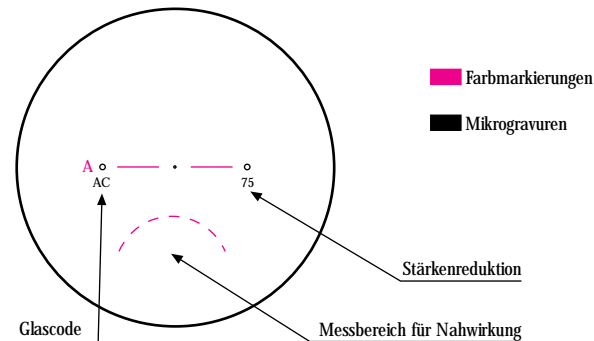 Farbmarkierungen
Mikrogravuren
A
AC
75
Stärkenreduktion
Glascode
Messbereich für Nahwirkung